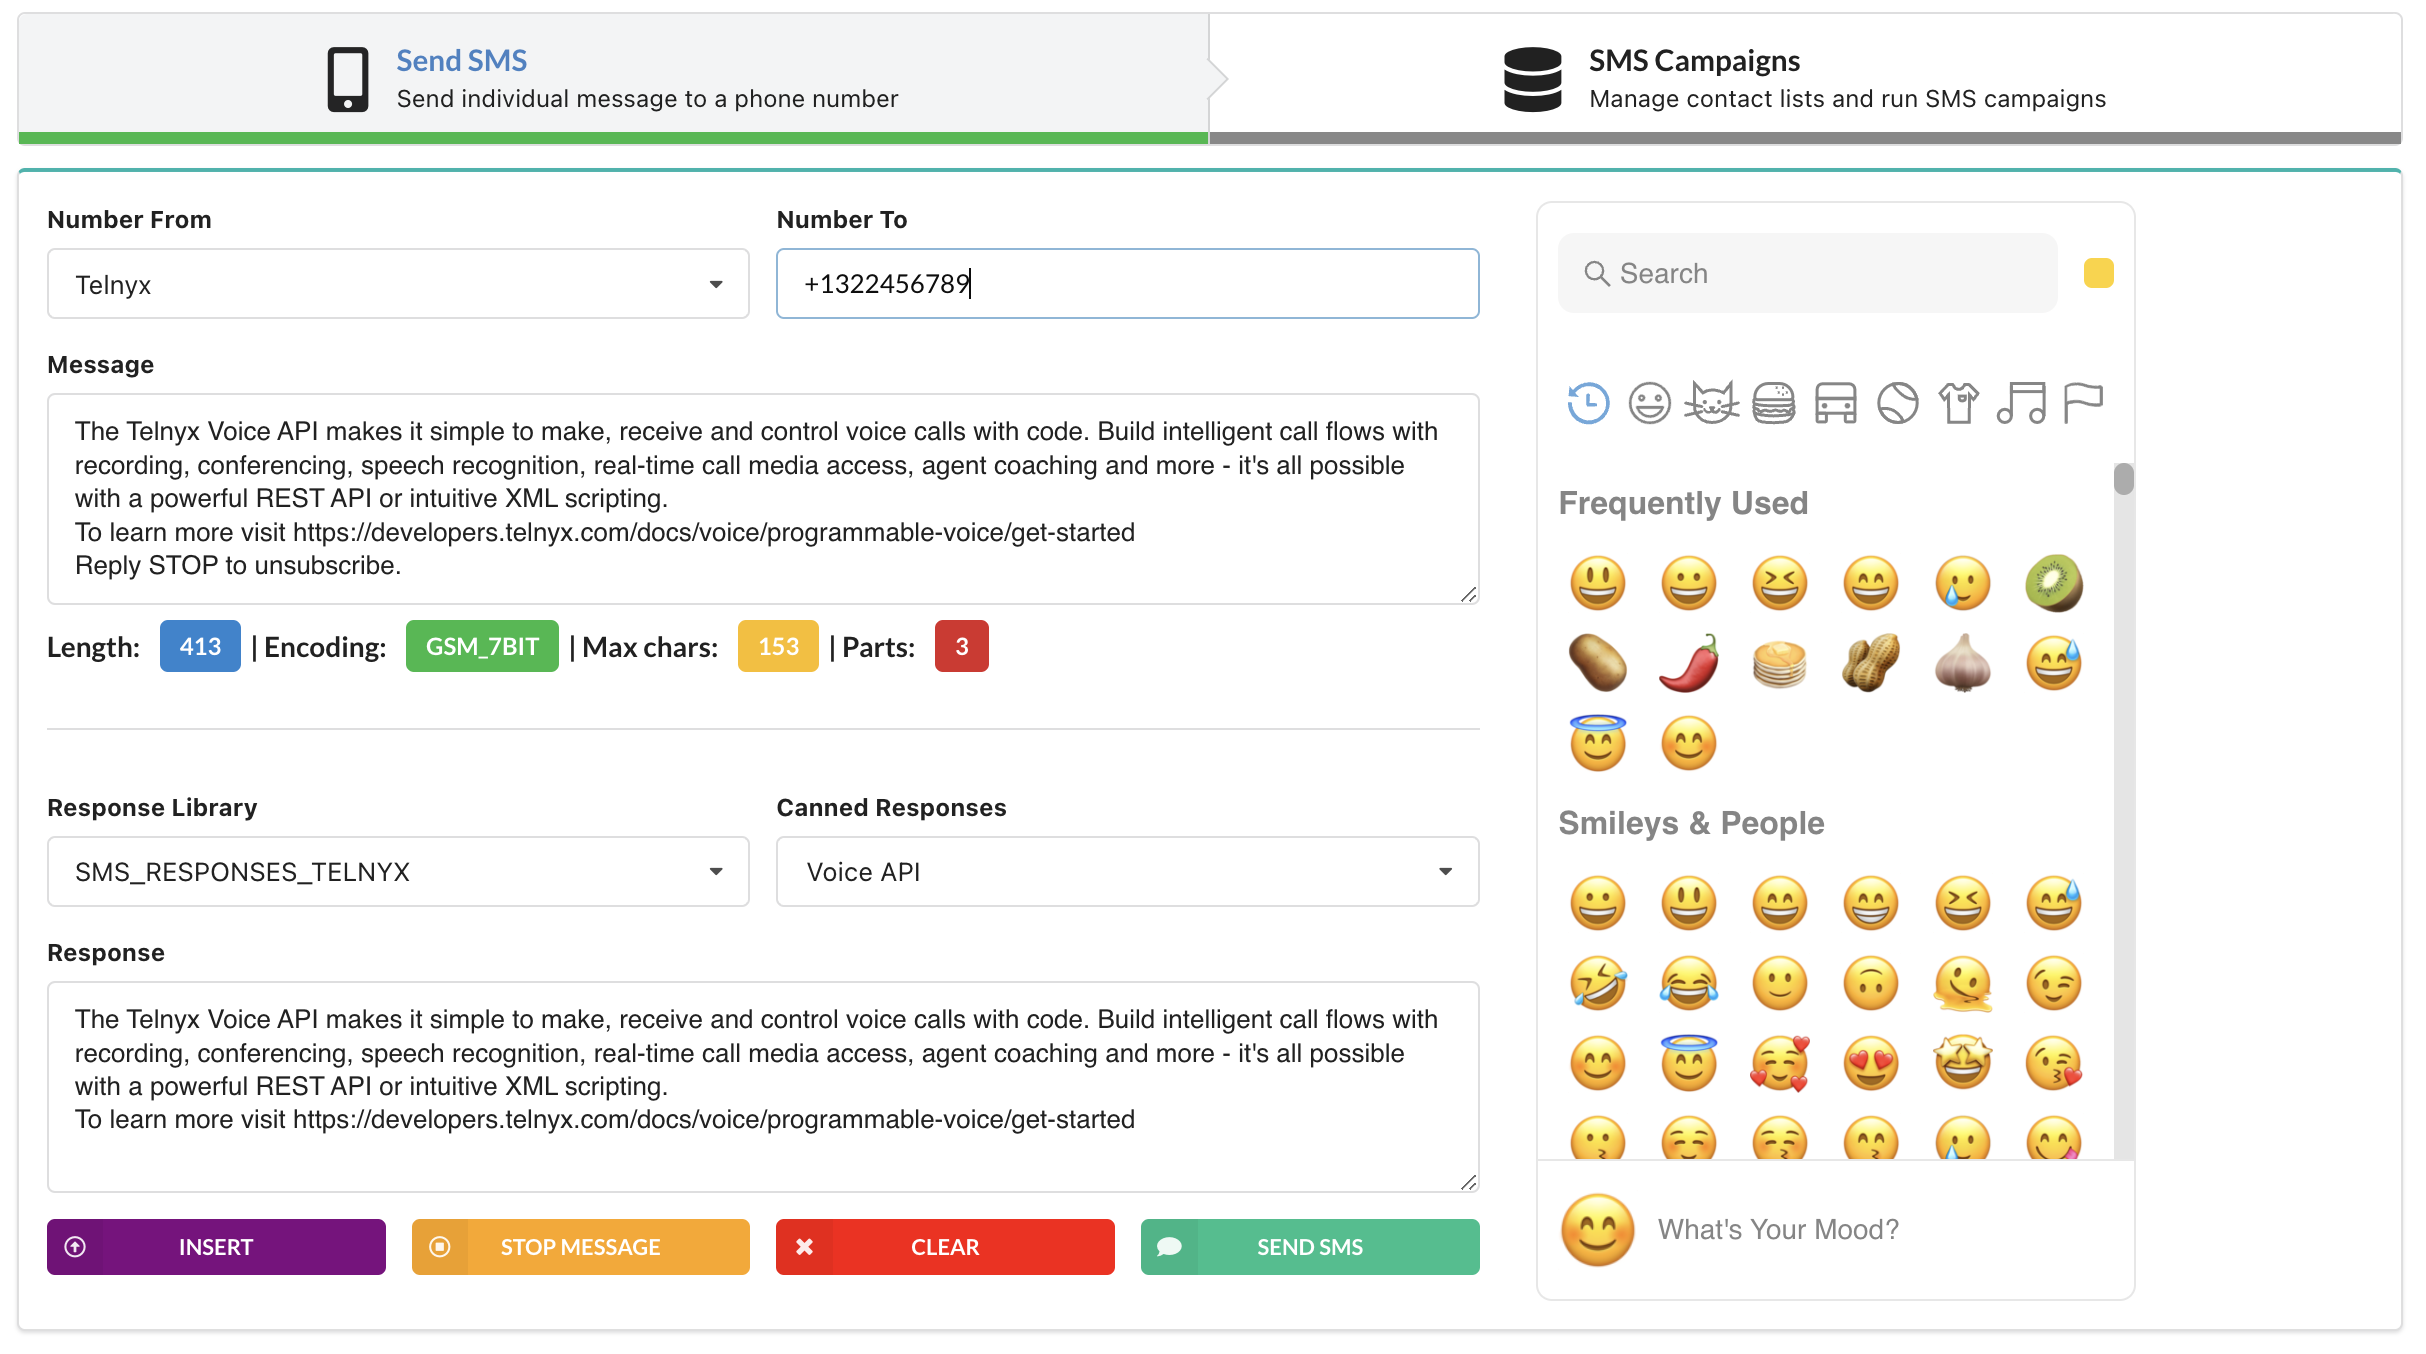 Send SMS
Send individual message to a phone number
SMS Campaigns
Manage contact lists and run SMS campaigns
Number From
Number To
Telnyx
+1322456789
Message
The Telnyx Voice API makes it simple to make, receive and control voice calls with code. Build intelligent call flows with
recording, conferencing, speech recognition, real-time call media access, agent coaching and more - it's all possible
with a powerful REST API or intuitive XML scripting.
To learn more visit https://developers.telnyx.com/docs/voice/programmable-voice/get-started
Reply STOP to unsubscribe.
Length: 413 | Encoding: GSM_7BIT | Max chars: 153 | Parts: 3
Response Library
Canned Responses
SMS_RESPONSES_TELNYX
Voice API
Response
The Telnyx Voice API makes it simple to make, receive and control voice calls with code. Build intelligent call flows with
recording, conferencing, speech recognition, real-time call media access, agent coaching and more - it's all possible
with a powerful REST API or intuitive XML scripting.
To learn more visit https://developers.telnyx.com/docs/voice/programmable-voice/get-started
INSERT
STOP MESSAGE
CLEAR
SEND SMS
Search
Frequently Used
Smileys & People
What's Your Mood?